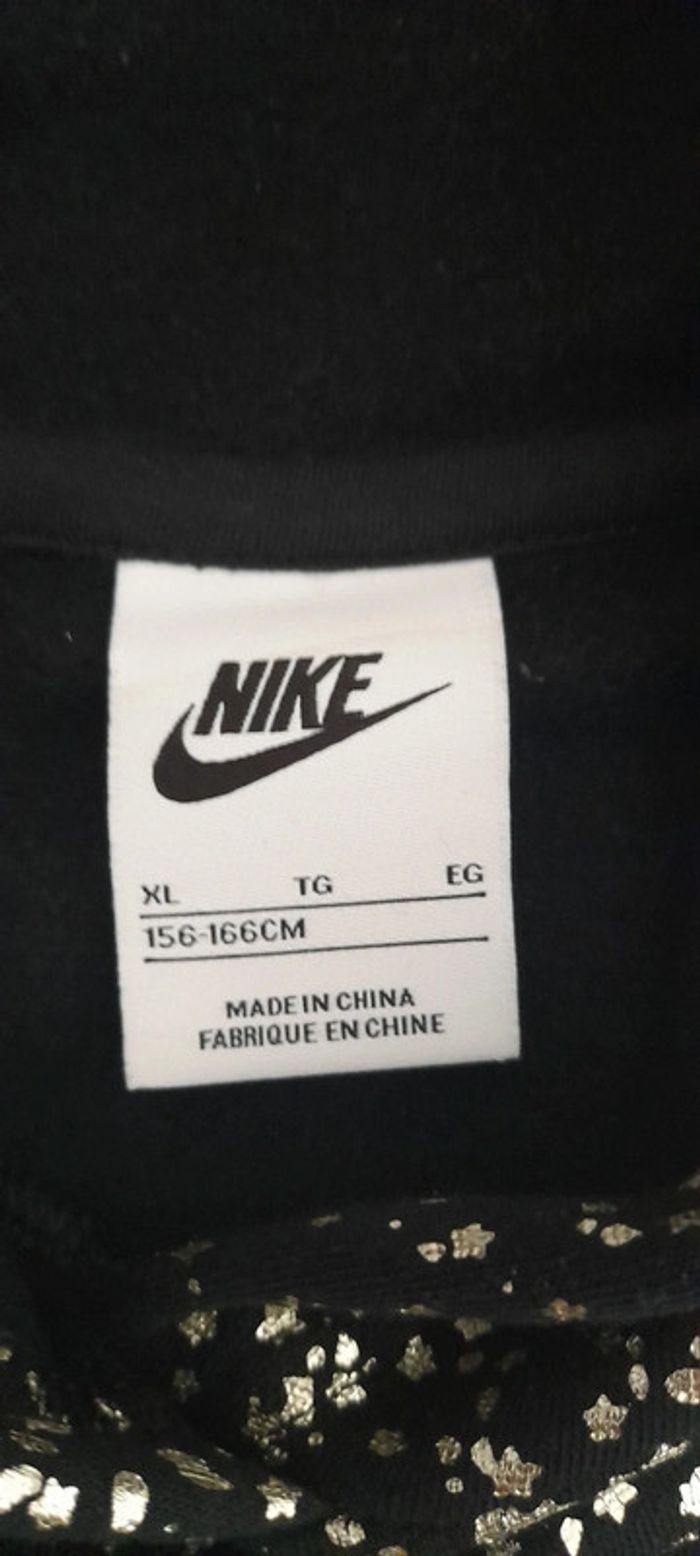 NIKE
XL TG EG
156-166CM
MADE IN CHINA
FABRIQUE EN CHINE